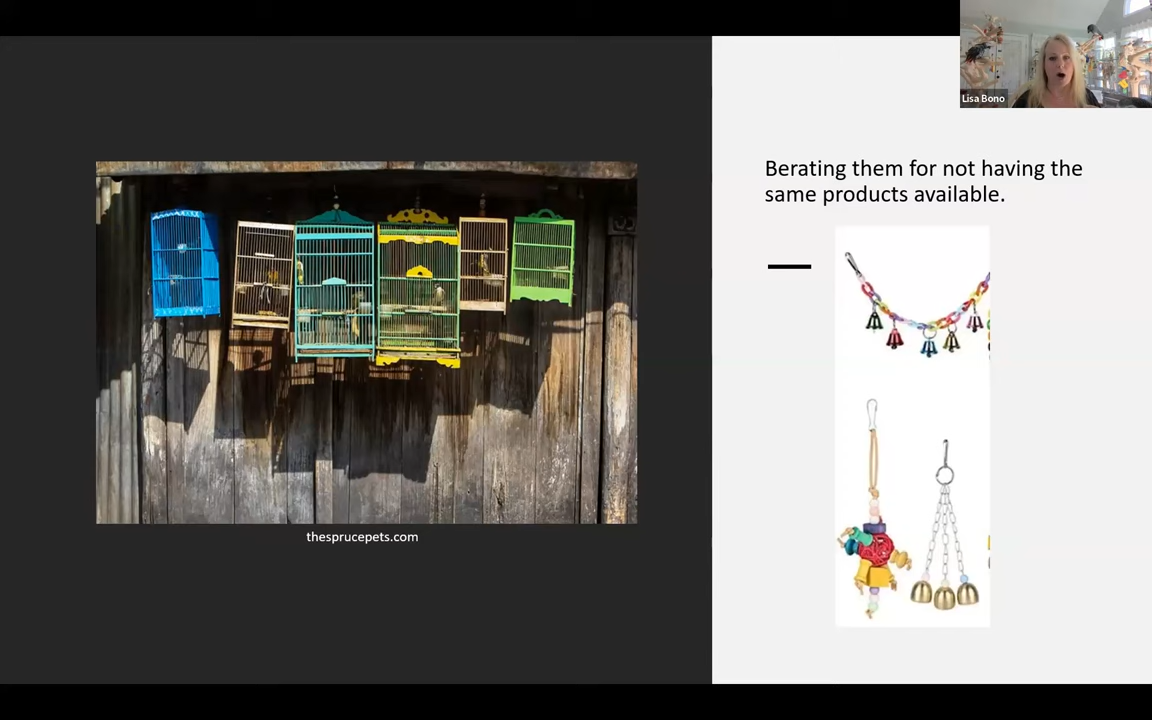 Lisa Bono
Berating them for not having the
same products available.
thesprucepets.com